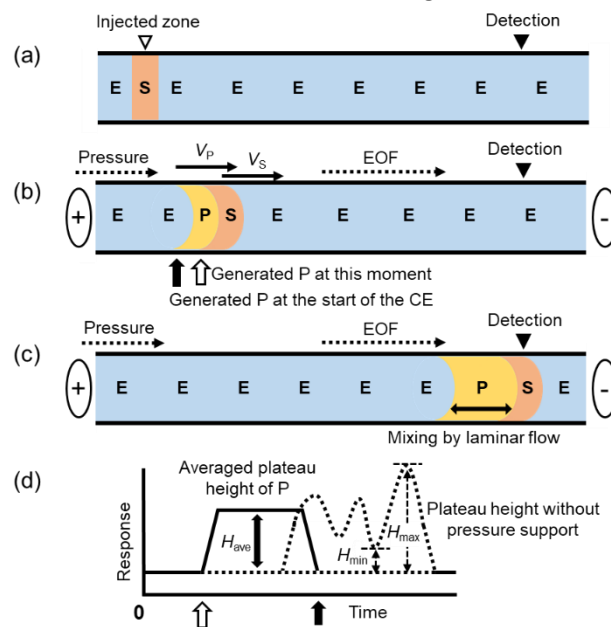 Injected zone
Detection
(a)
E S E E E E E E E
Pressure
VP
VS
EOF
Detection
(b)
+ E E P S E E E E E -
Generated P at this moment
Generated P at the start of the CE
Pressure
EOF
Detection
(c)
+ E E E E E E P S E -
Mixing by laminar flow
(d)
Averaged plateau
height of P
Plateau height without
pressure support
Response
Have
Hmin
Hmax
0
Time